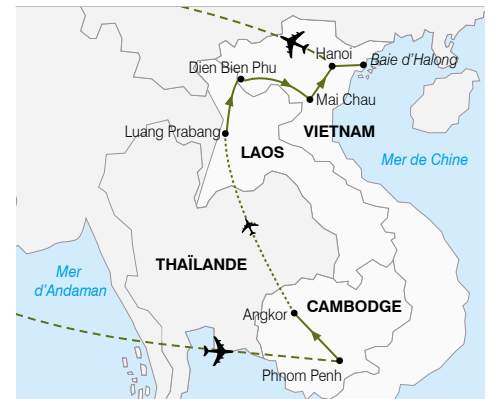 Hanoi
Baie d'Halong
Dien Bien Phu
Mai Chau
Luang Prabang
VIETNAM
LAOS
Mer de Chine
THAÏLANDE
Mer
d'Andaman
CAMBODGE
Angkor
Phnom Penh